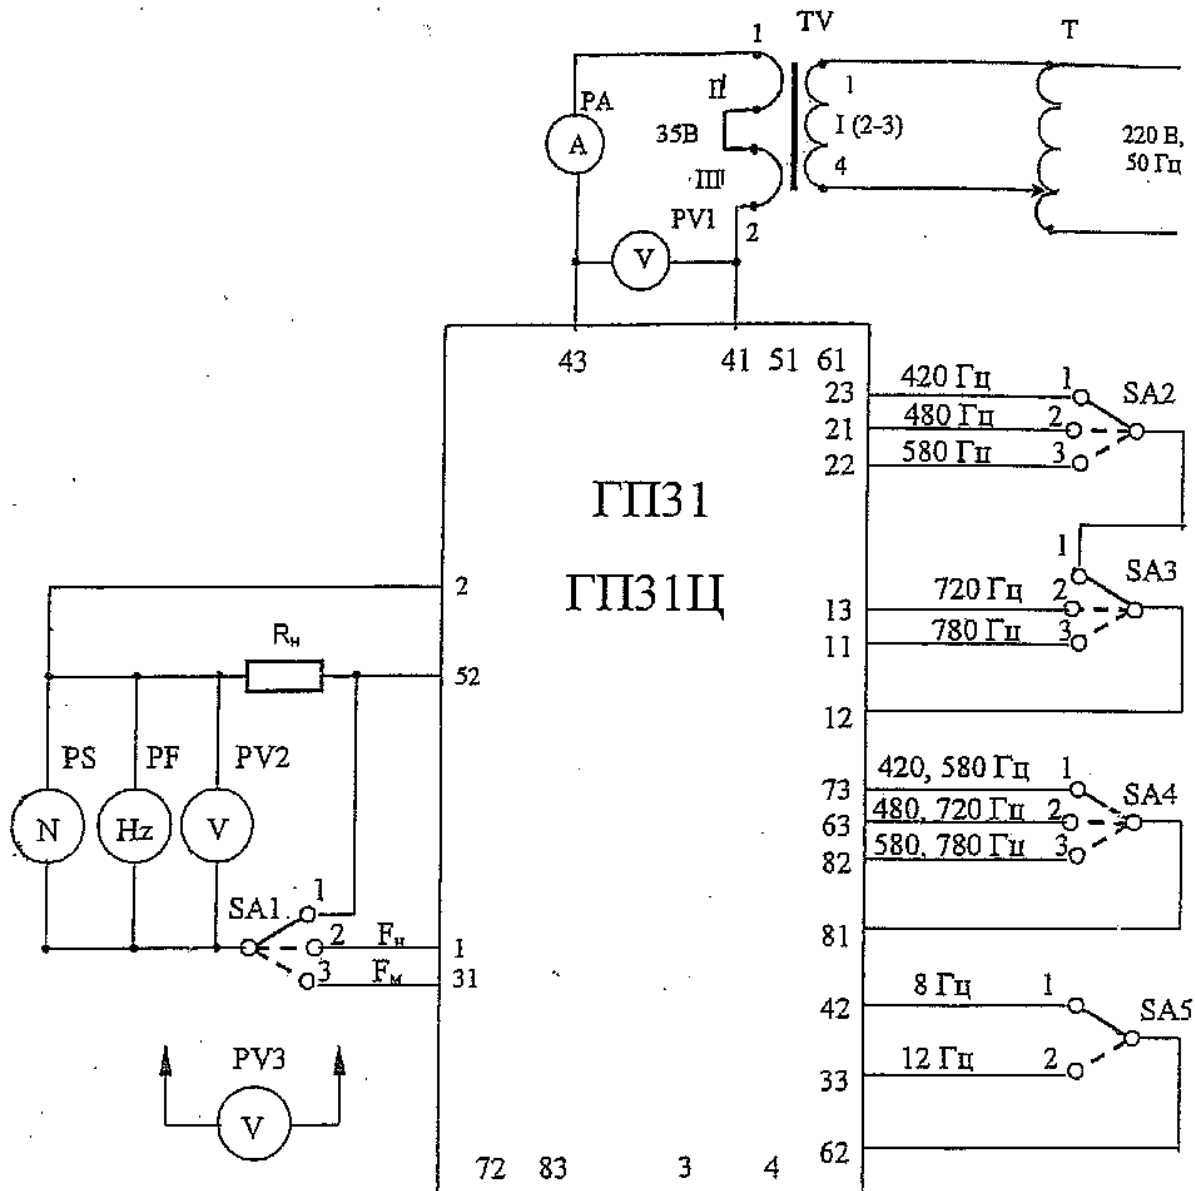 TV
T
1
PA
A
II
35В
III
PV1
V
2
1
I (2-3)
4
220 В,
50 Гц
43
41 51 61
ГП31
ГП31Ц
23
420 Гц
1
SA2
21
480 Гц
2
22
580 Гц
3
1
SA3
13
720 Гц
2
11
780 Гц
3
12
73
420, 580 Гц
1
SA4
63
480, 720 Гц
2
82
580, 780 Гц
3
81
42
8 Гц
1
SA5
33
12 Гц
2
62
2
Rн
52
PS
PF
PV2
N
Hz
V
SA1
1
2
Fн
1
3
Fм
31
PV3
V
72 83 3 4